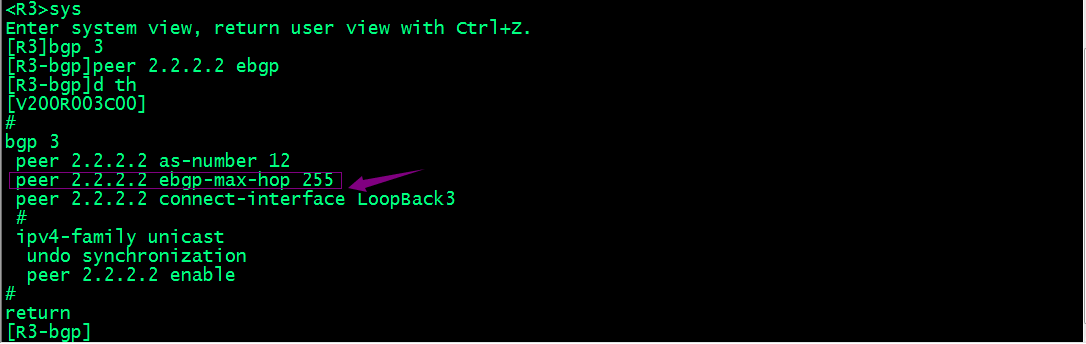 <R3>sys
Enter system view, return user view with Ctrl+Z.
[R3]bgp 3
[R3-bgp]peer 2.2.2.2 ebgp
[R3-bgp]d th
[V200R003C00]
#
bgp 3
peer 2.2.2.2 as-number 12
peer 2.2.2.2 ebgp-max-hop 255
peer 2.2.2.2 connect-interface LoopBack3
#
ipv4-family unicast
undo synchronization
peer 2.2.2.2 enable
#
return
[R3-bgp]